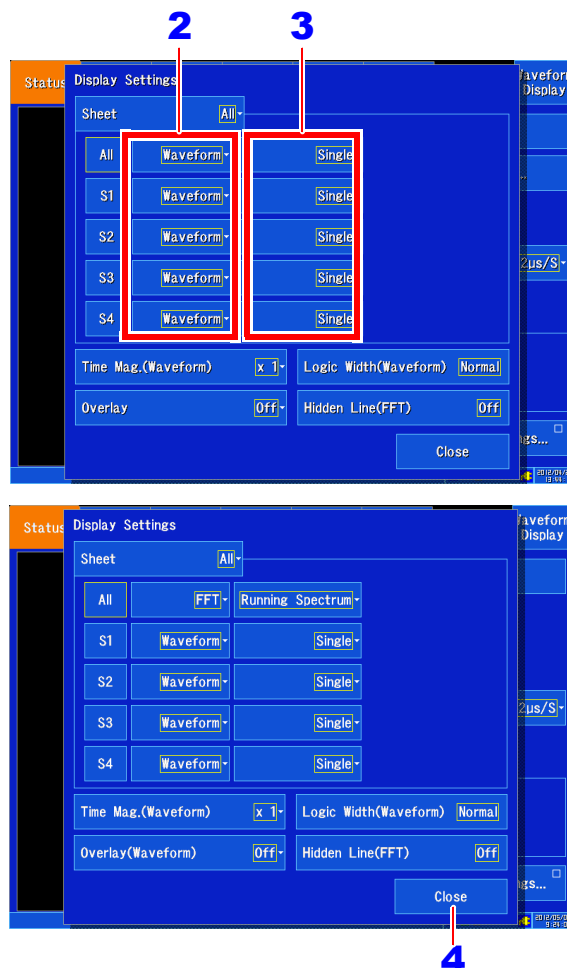 2 3
Status Display Settings Waveform
Display
Sheet All
All Waveform Single
S1 Waveform Single
S2 Waveform Single
2µs/S
S3 Waveform Single
S4 Waveform Single
Time Mag.(Waveform) x 1 Logic Width(Waveform) Normal
Overlay Off Hidden Line(FFT) Off
Close
ngs...
Status Display Settings Waveform
Display
Sheet All
All FFT Running Spectrum
S1 Waveform Single
S2 Waveform Single
S3 Waveform Single
2µs/S
S4 Waveform Single
Time Mag.(Waveform) x 1 Logic Width(Waveform) Normal
Overlay(Waveform) Off Hidden Line(FFT) Off
Close
ngs...
4